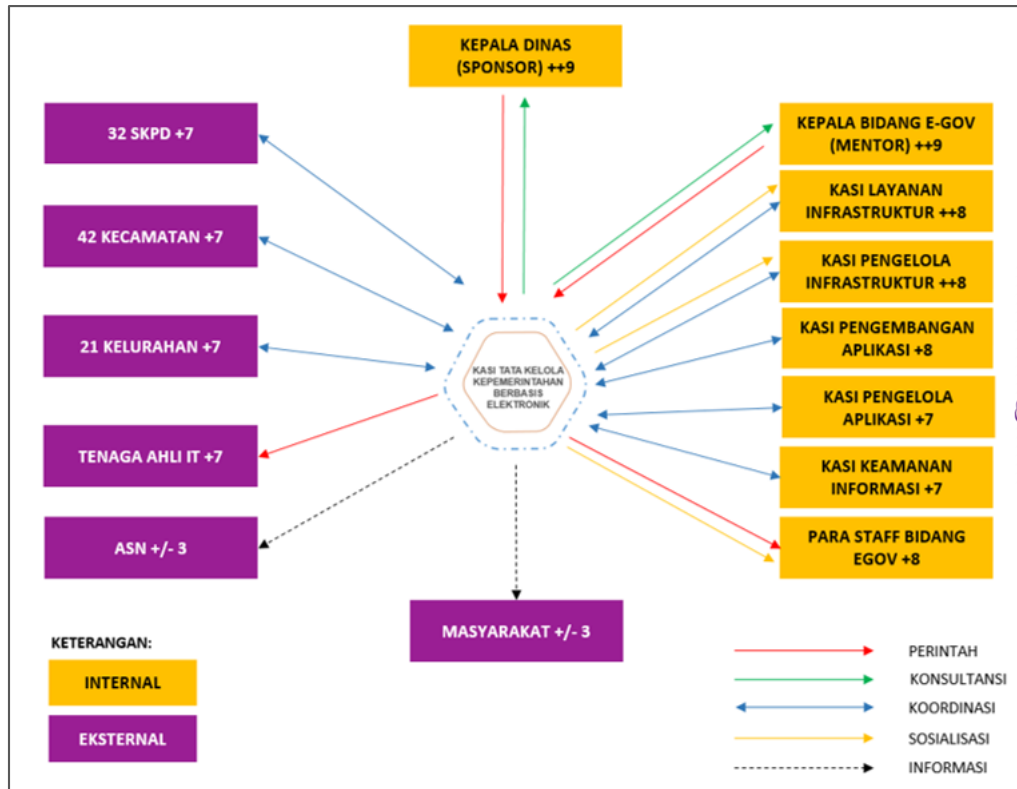 KEPALA DINAS
(SPONSOR) ++9
32 SKPD +7
42 KECAMATAN +7
21 KELURAHAN +7
TENAGA AHLI IT +7
ASN +/- 3
KASI TATA KELOLA
KEPEMERINTAHAN
BERBASIS
ELEKTRONIK
KEPALA BIDANG E-GOV
(MENTOR) ++9
KASI LAYANAN
INFRASTRUKTUR ++8
KASI PENGELOLA
INFRASTRUKTUR ++8
KASI PENGEMBANGAN
APLIKASI +8
KASI PENGELOLA
APLIKASI +7
KASI KEAMANAN
INFORMASI +7
PARA STAFF BIDANG
EGOV +8
MASYARAKAT +/- 3
KETERANGAN:
INTERNAL
EKSTERNAL
PERINTAH
KONSULTANSI
KOORDINASI
SOSIALISASI
INFORMASI